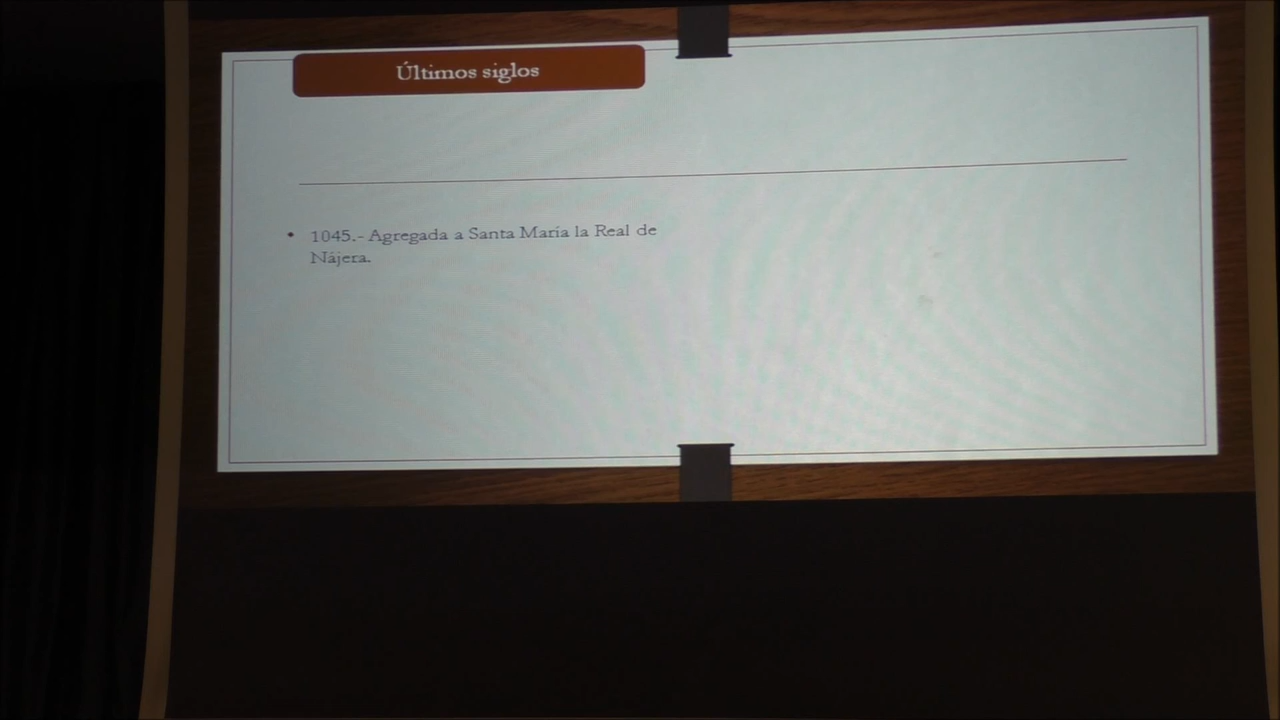 Últimos siglos
• 1045.- Agregada a Santa María la Real de
Nájera.